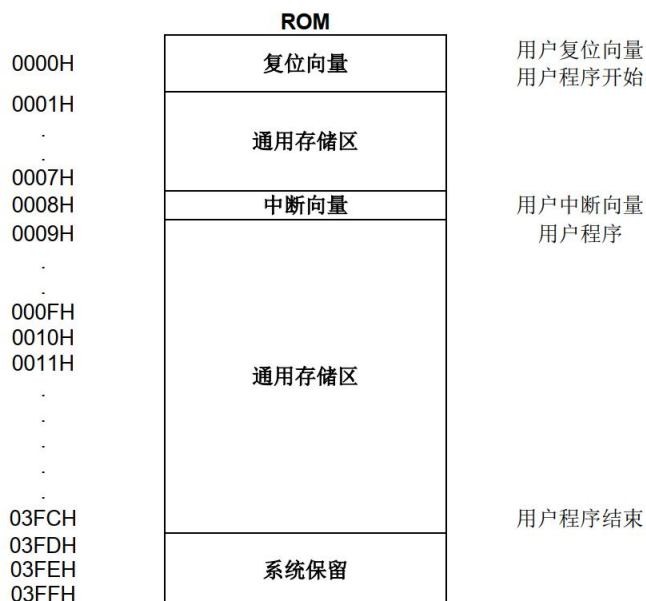 ROM
用户复位向量
0000H 复位向量
用户程序开始
0001H
.
通用存储区
.
0007H
0008H 中断向量 用户中断向量
0009H 用户程序
.
.
000FH
0010H
0011H
通用存储区
.
.
.
.
.
03FCH 用户程序结束
03FDH
03FEH 系统保留
03FFH